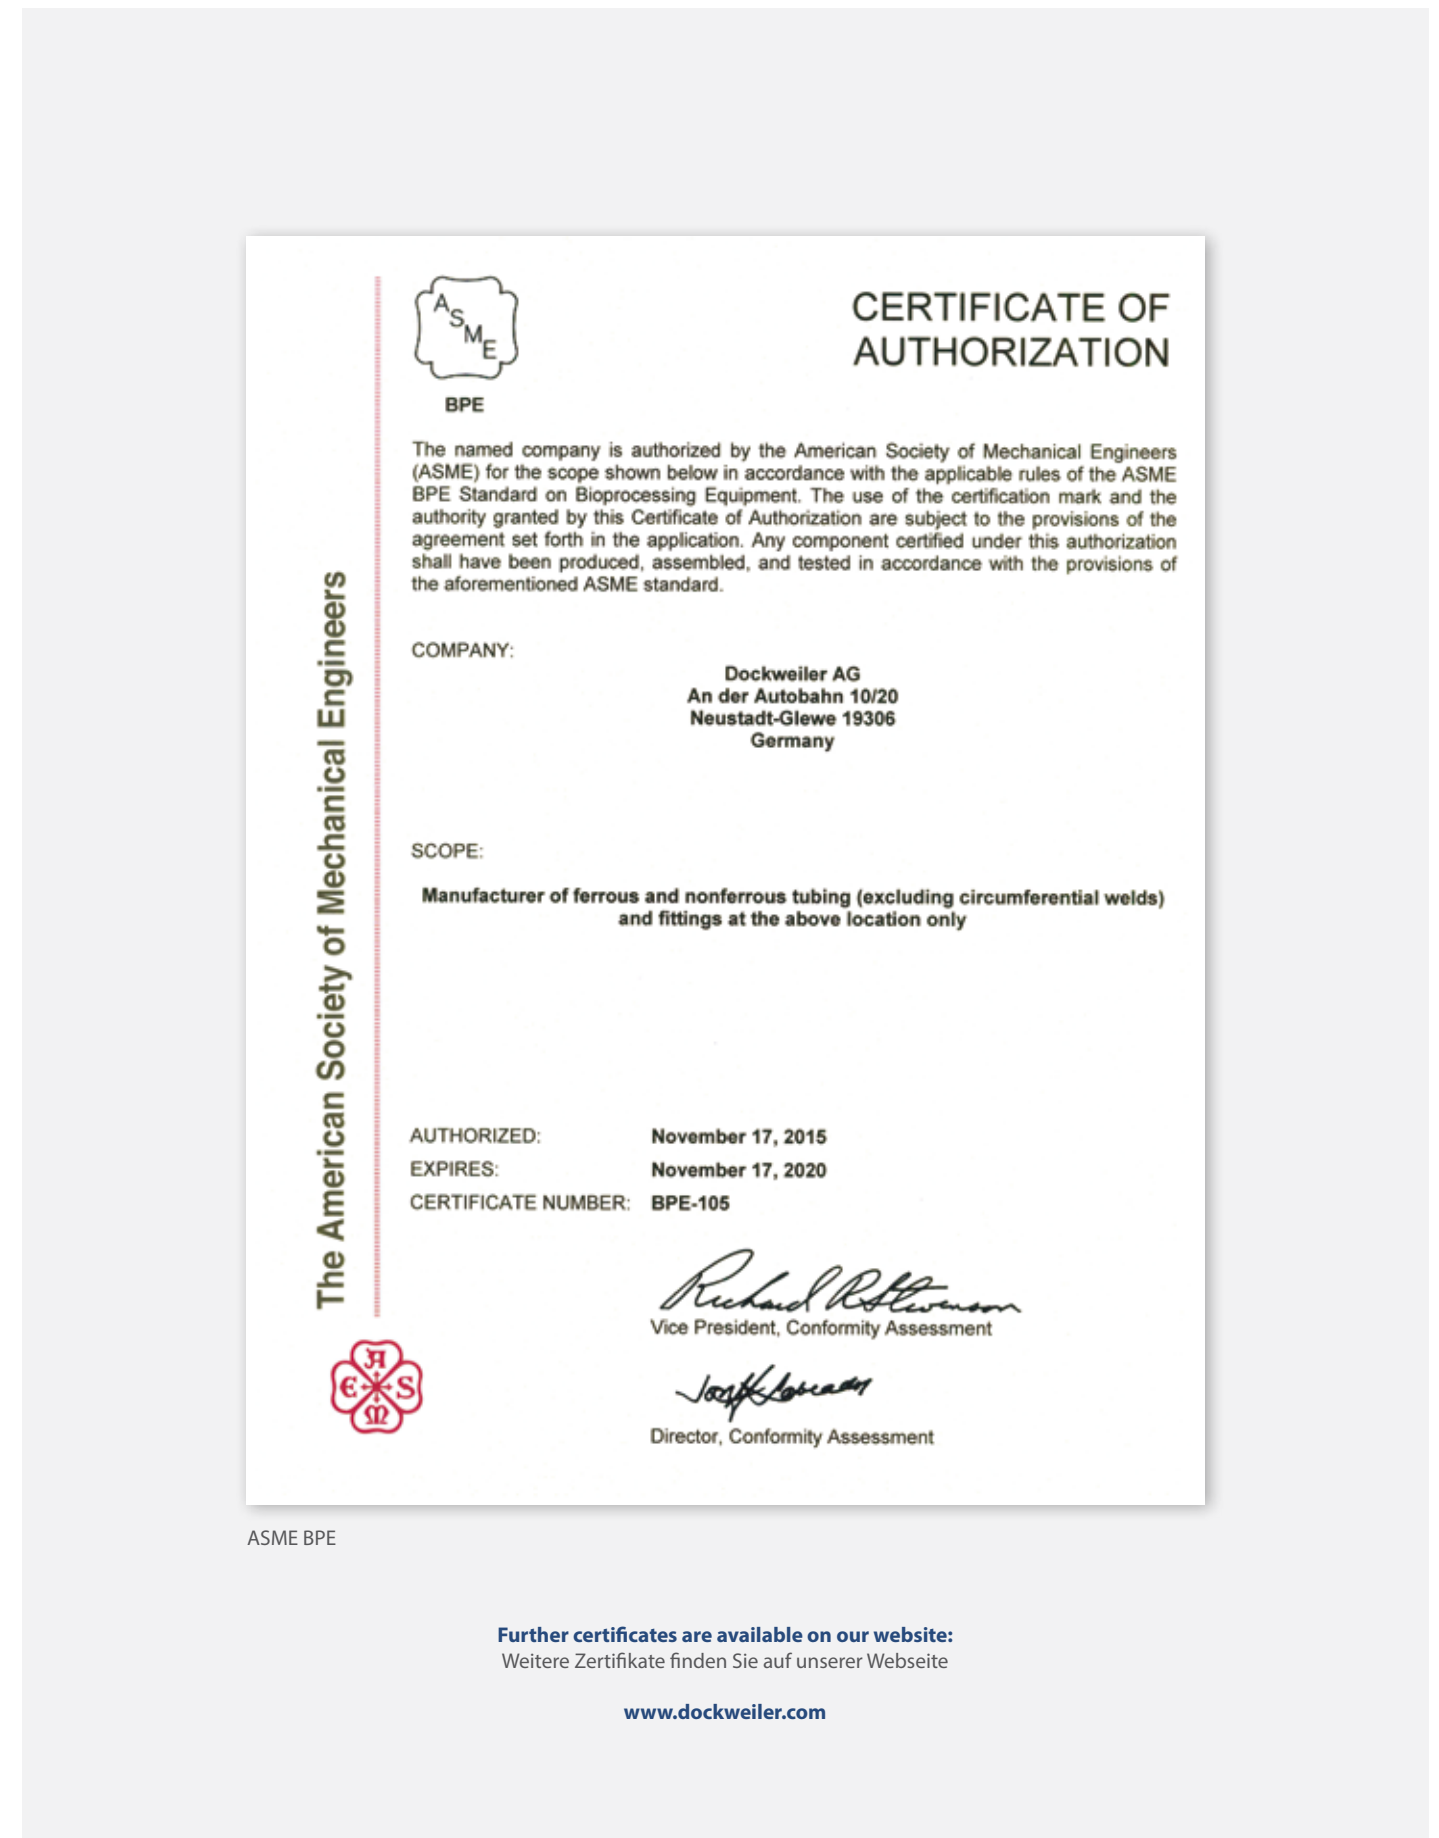 A
S
M
E
BPE
CERTIFICATE OF
AUTHORIZATION
The named company is authorized by the American Society of Mechanical Engineers
(ASME) for the scope shown below in accordance with the applicable rules of the ASME
BPE Standard on Bioprocessing Equipment. The use of the certification mark and the
authority granted by this Certificate of Authorization are subject to the provisions of the
agreement set forth in the application. Any component certified under this authorization
shall have been produced, assembled, and tested in accordance with the provisions of
the aforementioned ASME standard.
COMPANY:
Dockweiler AG
An der Autobahn 10/20
Neustadt-Glewe 19306
Germany
SCOPE:
Manufacturer of ferrous and nonferrous tubing (excluding circumferential welds)
and fittings at the above location only
AUTHORIZED: November 17, 2015
EXPIRES: November 17, 2020
CERTIFICATE NUMBER: BPE-105
Richard R Stevenson
Vice President, Conformity Assessment
Director, Conformity Assessment
The American Society of Mechanical Engineers
A
E S
M
ASME BPE
Further certificates are available on our website:
Weitere Zertifikate finden Sie auf unserer Webseite
www.dockweiler.com